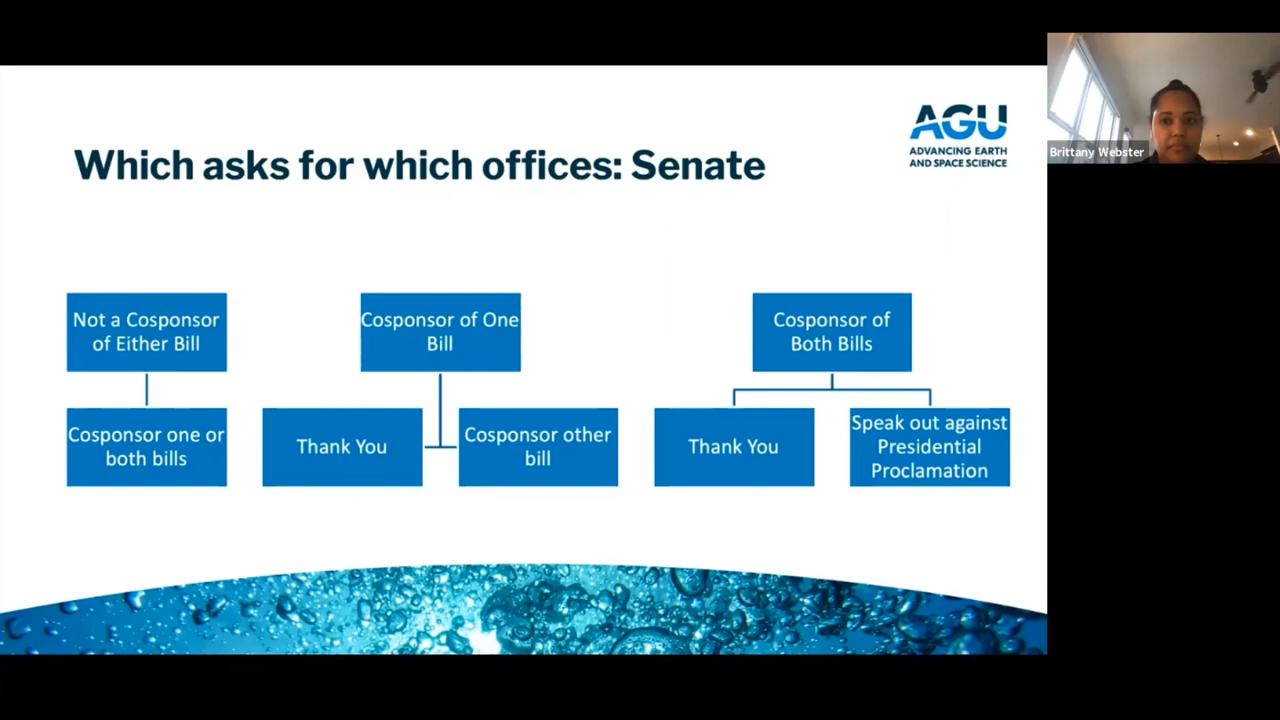 AGU
ADVANCING EARTH
AND SPACE SCIENCE
Brittany Webster
Which asks for which offices: Senate
Not a Cosponsor
of Either Bill
Cosponsor one or
both bills
Cosponsor of One
Bill
Thank You
Cosponsor other
bill
Cosponsor of
Both Bills
Thank You
Speak out against
Presidential
Proclamation